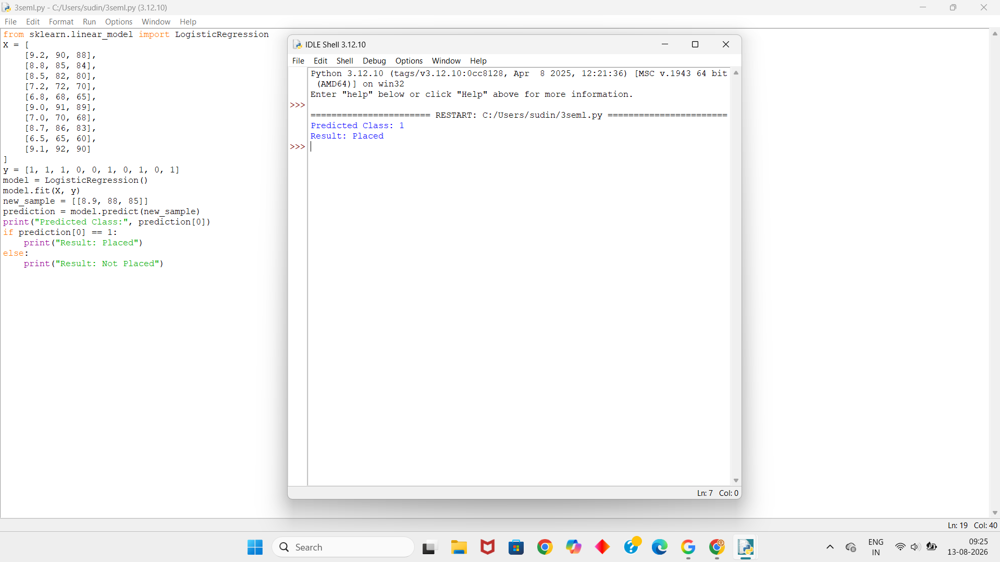 3seml.py - C:/Users/sudin/3seml.py (3.12.10)
File Edit Format Run Options Window Help
from sklearn.linear_model import LogisticRegression
X = [
    [9.2, 90, 88],
    [8.8, 85, 84],
    [8.5, 82, 80],
    [7.2, 72, 70],
    [6.8, 68, 65],
    [9.0, 91, 89],
    [7.0, 70, 68],
    [8.7, 86, 83],
    [6.5, 65, 60],
    [9.1, 92, 90]
]
y = [1, 1, 1, 0, 0, 1, 0, 1, 0, 1]
model = LogisticRegression()
model.fit(X, y)
new_sample = [[8.9, 88, 85]]
prediction = model.predict(new_sample)
print("Predicted Class:", prediction[0])
if prediction[0] == 1:
    print("Result: Placed")
else:
    print("Result: Not Placed")
IDLE Shell 3.12.10
File Edit Shell Debug Options Window Help
Python 3.12.10 (tags/v3.12.10:0cc8128, Apr  8 2025, 12:21:36) [MSC v.1943 64 bit
 (AMD64)] on win32
Enter "help" below or click "Help" above for more information.
>>>
======================= RESTART: C:/Users/sudin/3seml.py =======================
Predicted Class: 1
Result: Placed
>>>
Ln: 7 Col: 0
Ln: 19 Col: 40
Search
ENG
IN
09:25
13-08-2026